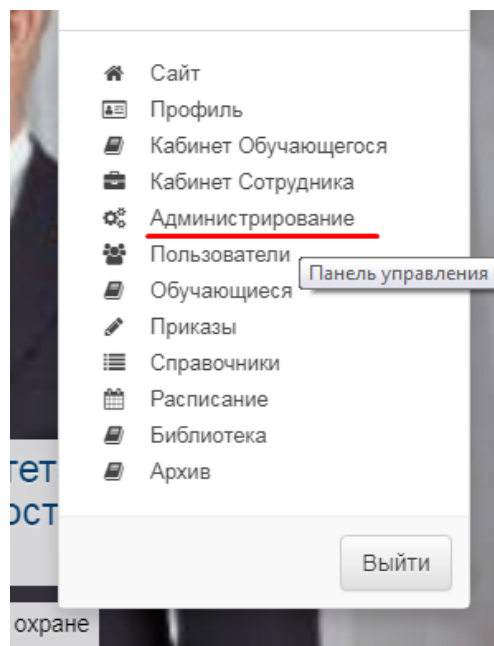 Сайт
Профиль
Кабинет Обучающегося
Кабинет Сотрудника
Администрирование
Пользователи
Панель управления
Обучающиеся
Приказы
Справочники
Расписание
Библиотека
Архив
Выйти
охране